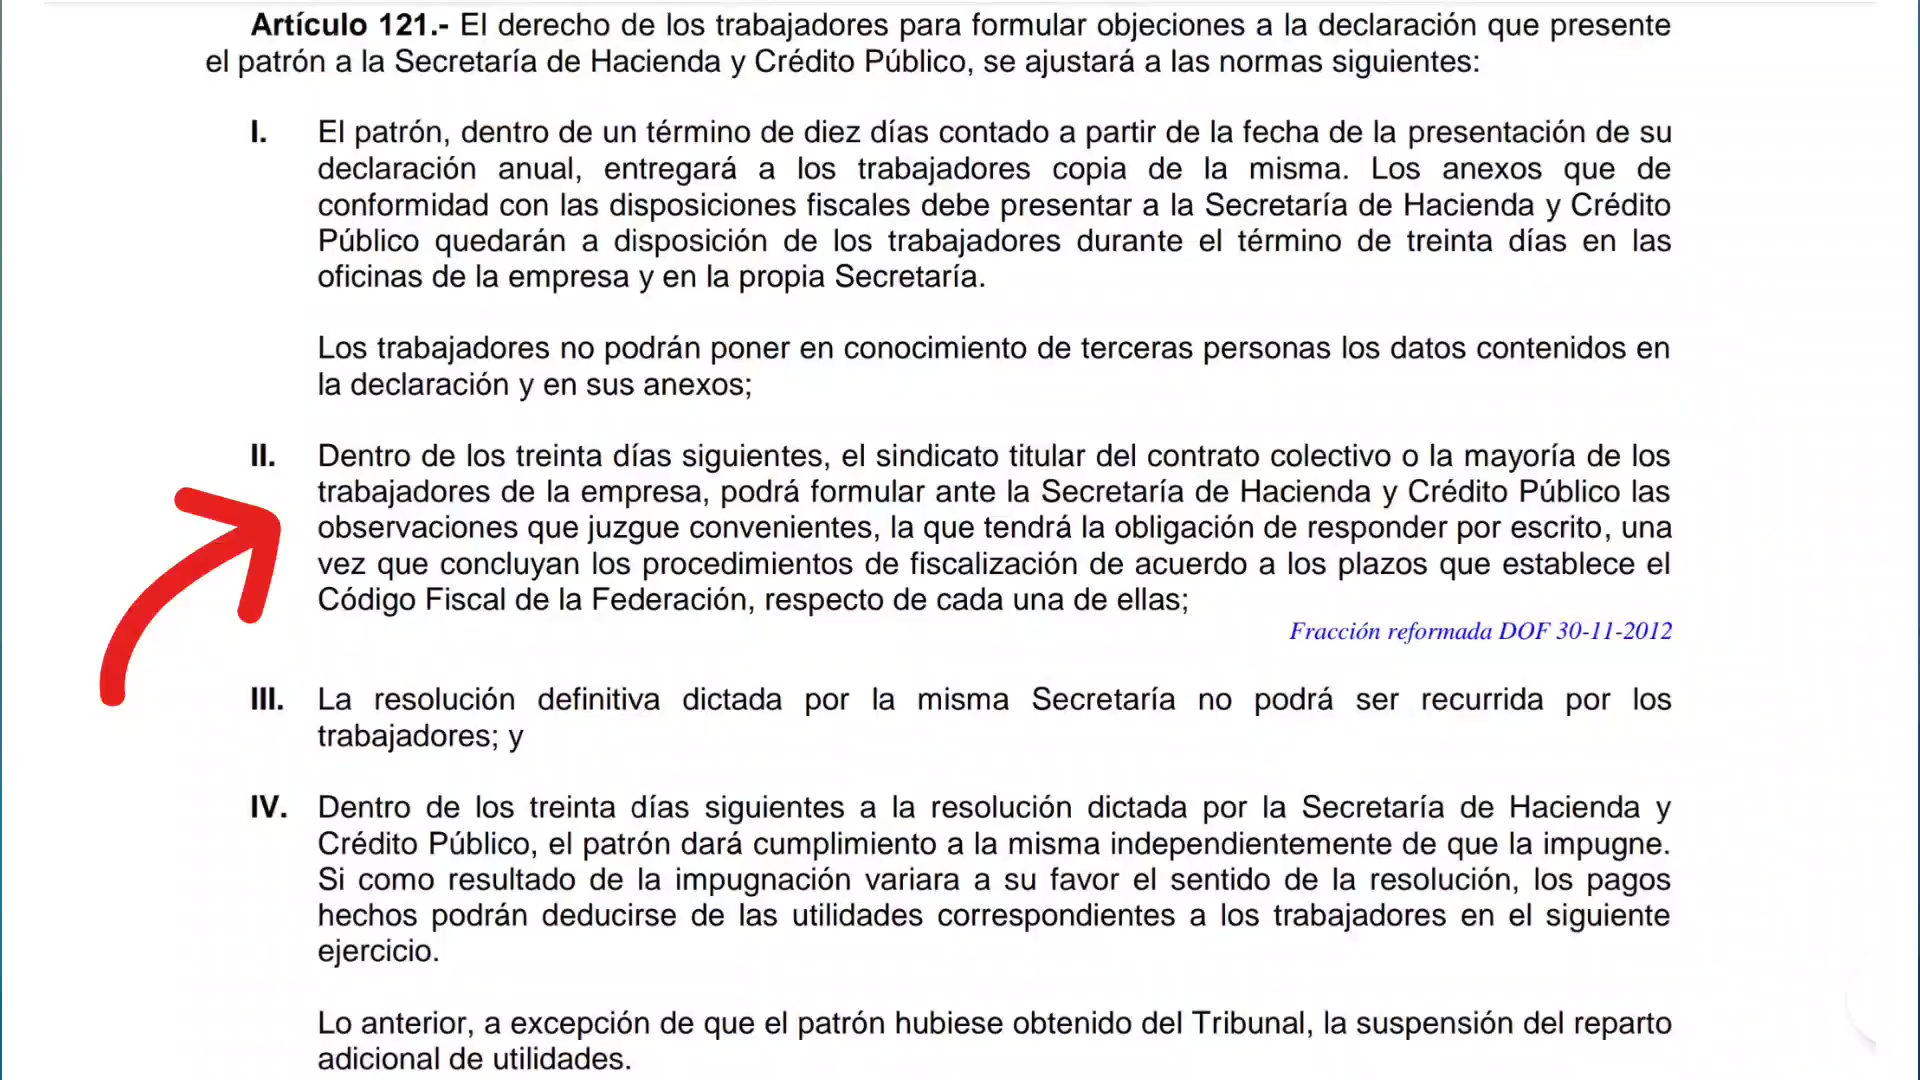 Artículo 121.- El derecho de los trabajadores para formular objeciones a la declaración que presente
el patrón a la Secretaría de Hacienda y Crédito Público, se ajustará a las normas siguientes:
I. El patrón, dentro de un término de diez días contado a partir de la fecha de la presentación de su
declaración anual, entregará a los trabajadores copia de la misma. Los anexos que de
conformidad con las disposiciones fiscales debe presentar a la Secretaría de Hacienda y Crédito
Público quedarán a disposición de los trabajadores durante el término de treinta días en las
oficinas de la empresa y en la propia Secretaría.
Los trabajadores no podrán poner en conocimiento de terceras personas los datos contenidos en
la declaración y en sus anexos;
II. Dentro de los treinta días siguientes, el sindicato titular del contrato colectivo o la mayoría de los
trabajadores de la empresa, podrá formular ante la Secretaría de Hacienda y Crédito Público las
observaciones que juzgue convenientes, la que tendrá la obligación de responder por escrito, una
vez que concluyan los procedimientos de fiscalización de acuerdo a los plazos que establece el
Código Fiscal de la Federación, respecto de cada una de ellas;
Fracción reformada DOF 30-11-2012
III. La resolución definitiva dictada por la misma Secretaría no podrá ser recurrida por los
trabajadores; y
IV. Dentro de los treinta días siguientes a la resolución dictada por la Secretaría de Hacienda y
Crédito Público, el patrón dará cumplimiento a la misma independientemente de que la impugne.
Si como resultado de la impugnación variara a su favor el sentido de la resolución, los pagos
hechos podrán deducirse de las utilidades correspondientes a los trabajadores en el siguiente
ejercicio.
Lo anterior, a excepción de que el patrón hubiese obtenido del Tribunal, la suspensión del reparto
adicional de utilidades.